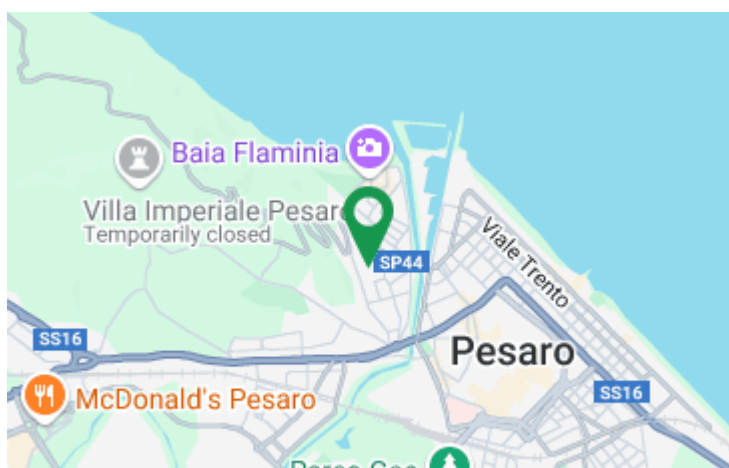 Baia Flaminia
Villa Imperiale Pesaro
Temporarily closed
SP44
Viale Trento
SS16
Pesaro
McDonald's Pesaro
SS16